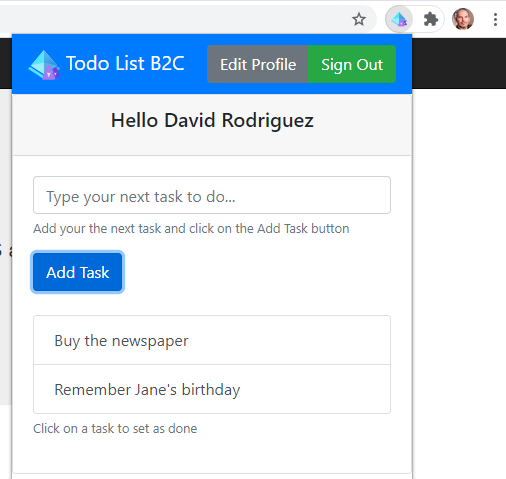 Todo List B2C Edit Profile Sign Out
Hello David Rodriguez
Type your next task to do...
Add your the next task and click on the Add Task button
Add Task
Buy the newspaper
Remember Jane's birthday
Click on a task to set as done